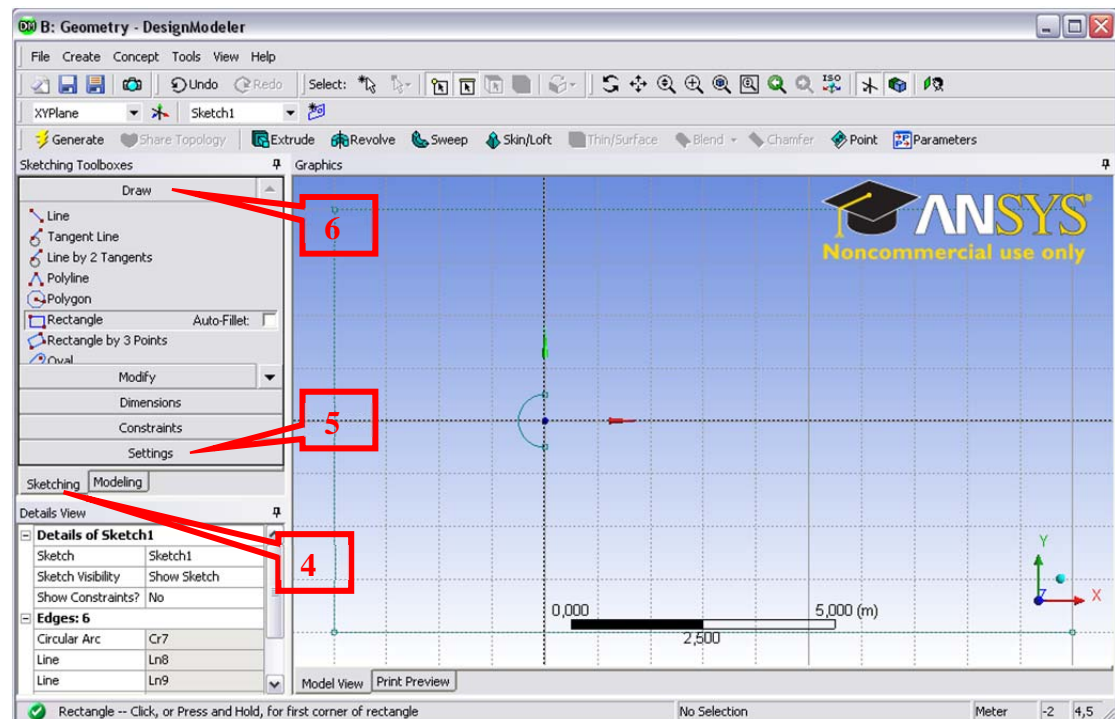 B: Geometry - DesignModeler
File Create Concept Tools View Help
Undo Redo Select: ISO
XYPlane Sketch1
Generate Share Topology Extrude Revolve Sweep Skin/Loft Thin/Surface Blend Chamfer Point Parameters
Sketching Toolboxes
Graphics
Draw
Line
Tangent Line
Line by 2 Tangents
Polyline
Polygon
Rectangle Auto-Fillet:
Rectangle by 3 Points
Oval
Modify
Dimensions
Constraints
Settings
Sketching Modeling
6
5
4
ANSYS
Noncommercial use only
Details View
Details of Sketch1
Sketch Sketch1
Sketch Visibility Show Sketch
Show Constraints? No
Edges: 6
Circular Arc Cr7
Line Ln8
Line Ln9
0,000 5,000 (m)
2,500
Y
Z X
Model View Print Preview
Rectangle -- Click, or Press and Hold, for first corner of rectangle No Selection Meter -2 4,5